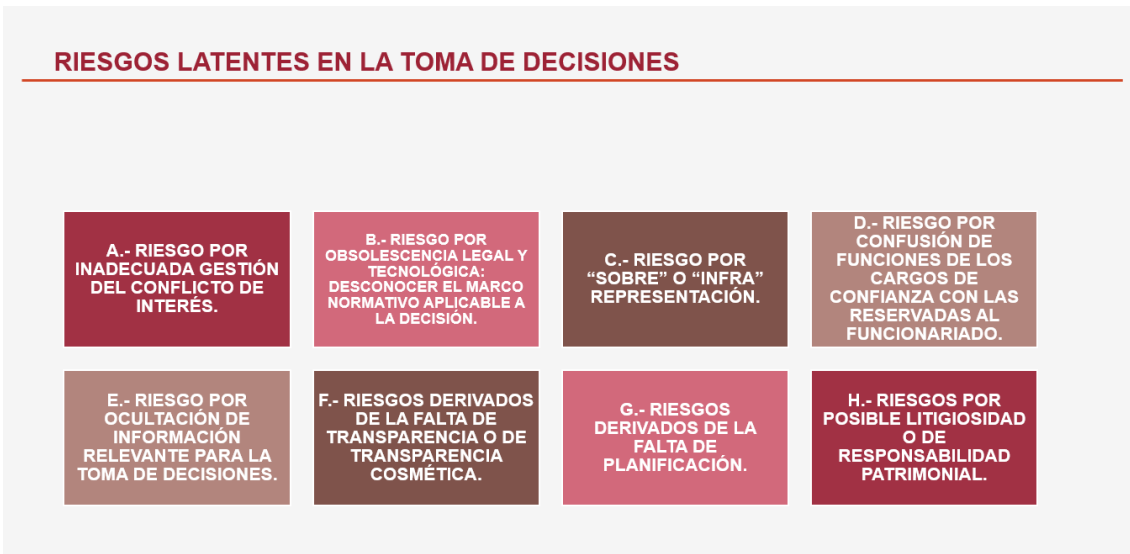 RIESGOS LATENTES EN LA TOMA DE DECISIONES
A.- RIESGO POR
INADECUADA GESTIÓN
DEL CONFLICTO DE
INTERÉS.
B.- RIESGO POR
OBSOLESCENCIA LEGAL Y
TECNOLÓGICA:
DESCONOCER EL MARCO
NORMATIVO APLICABLE A
LA DECISIÓN.
C.- RIESGO POR
“SOBRE” O “INFRA”
REPRESENTACIÓN.
D.- RIESGO POR
CONFUSIÓN DE
FUNCIONES DE LOS
CARGOS DE
CONFIANZA CON LAS
RESERVADAS AL
FUNCIONARIADO.
E.- RIESGO POR
OCULTACIÓN DE
INFORMACIÓN
RELEVANTE PARA LA
TOMA DE DECISIONES.
F.- RIESGOS DERIVADOS
DE LA FALTA DE
TRANSPARENCIA O DE
TRANSPARENCIA
COSMÉTICA.
G.- RIESGOS
DERIVADOS DE LA
FALTA DE
PLANIFICACIÓN.
H.- RIESGOS POR
POSIBLE LITIGIOSIDAD
O DE
RESPONSABILIDAD
PATRIMONIAL.